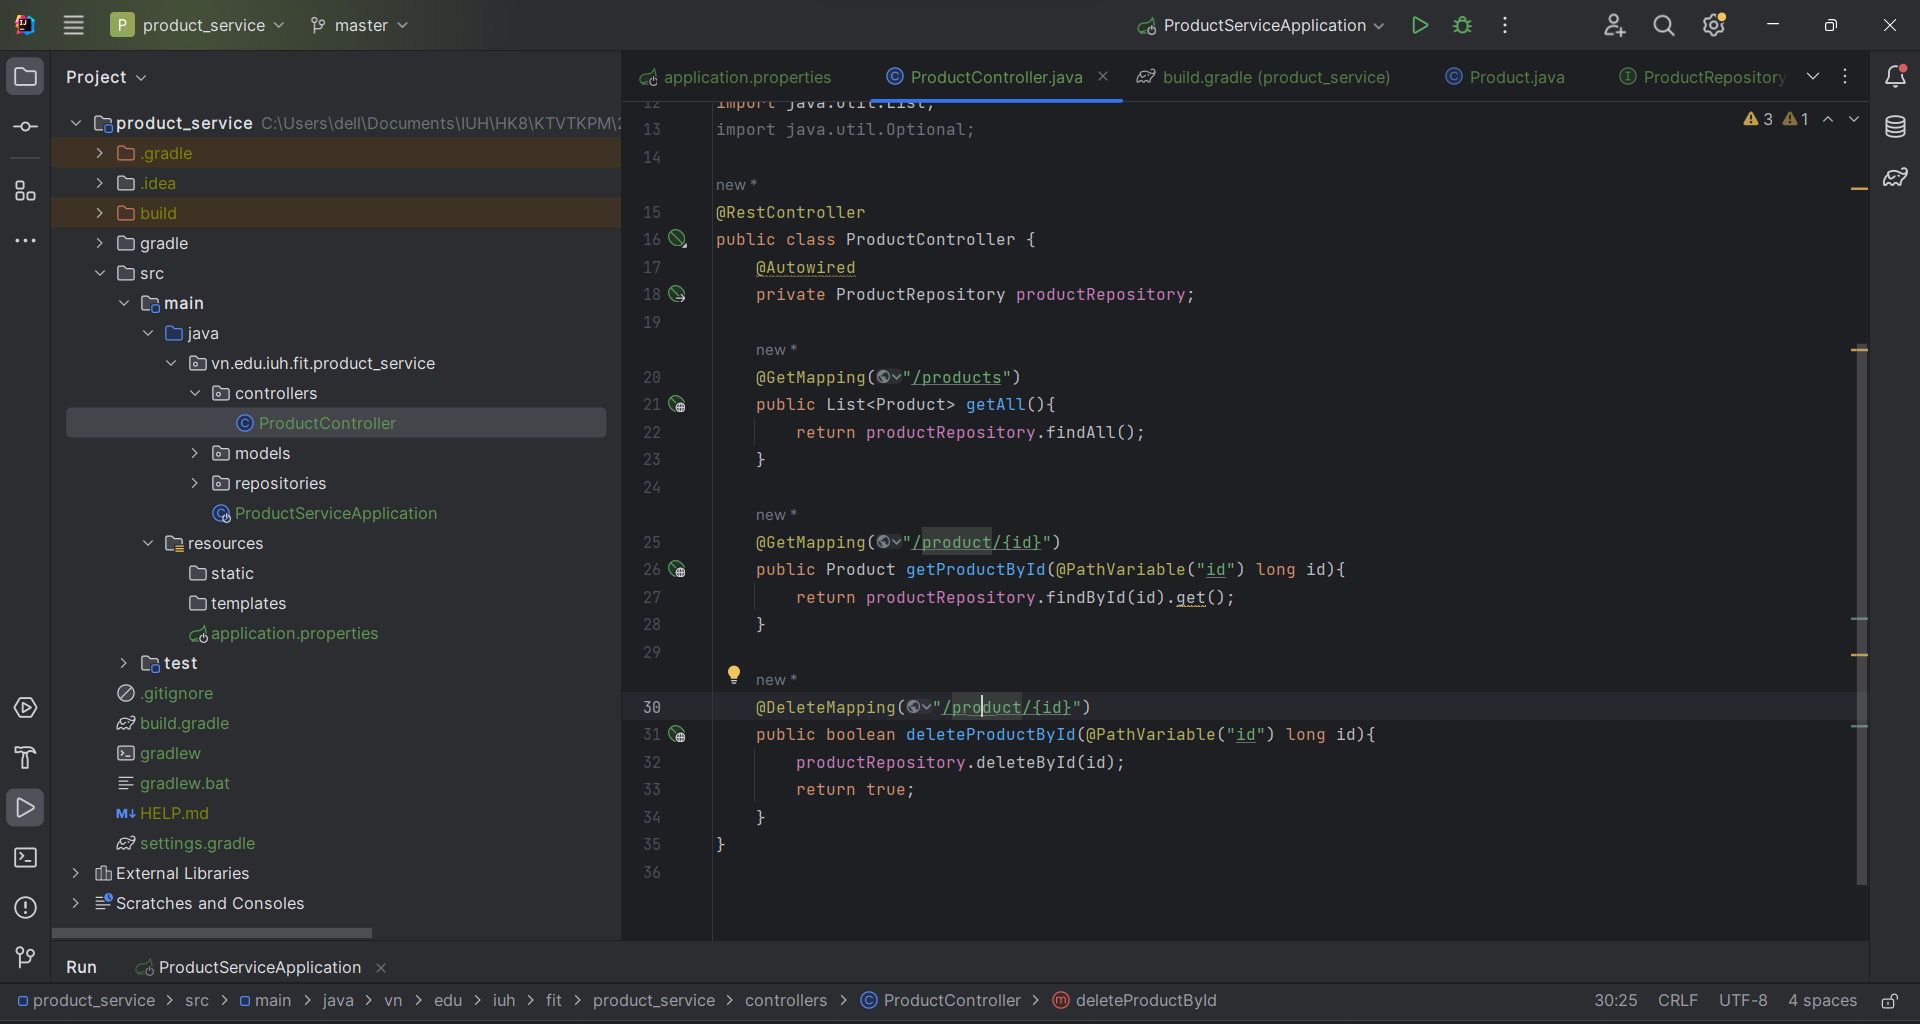 P product_service master ProductServiceApplication
Project
application.properties ProductController.java build.gradle (product_service) Product.java ProductRepository
product_service C:\Users\dell\Documents\IUH\HK8\KTVTKPM\
.gradle
.idea
build
gradle
src
main
java
vn.edu.iuh.fit.product_service
controllers
ProductController
models
repositories
ProductServiceApplication
resources
static
templates
application.properties
test
.gitignore
build.gradle
gradlew
gradlew.bat
HELP.md
settings.gradle
External Libraries
Scratches and Consoles
3 1
12 import java.util.List;
13 import java.util.Optional;
14
new *
15 @RestController
16 public class ProductController {
17 @Autowired
18 private ProductRepository productRepository;
19
new *
20 @GetMapping("/products")
21 public List<Product> getAll(){
22 return productRepository.findAll();
23 }
24
new *
25 @GetMapping("/product/{id}")
26 public Product getProductById(@PathVariable("id") long id){
27 return productRepository.findById(id).get();
28 }
29
new *
30 @DeleteMapping("/product/{id}")
31 public boolean deleteProductById(@PathVariable("id") long id){
32 productRepository.deleteById(id);
33 return true;
34 }
35 }
36
Run ProductServiceApplication
product_service > src > main > java > vn > edu > iuh > fit > product_service > controllers > ProductController > deleteProductById 30:25 CRLF UTF-8 4 spaces